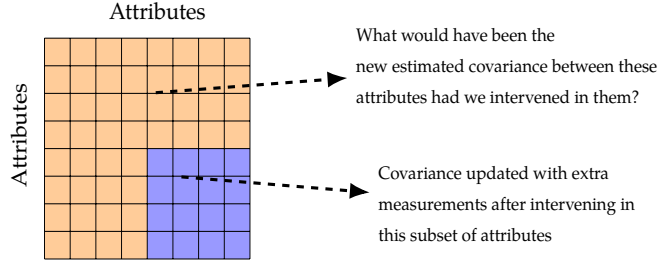 Attributes
Attributes
What would have been the
new estimated covariance between these
attributes had we intervened in them?
Covariance updated with extra
measurements after intervening in
this subset of attributes